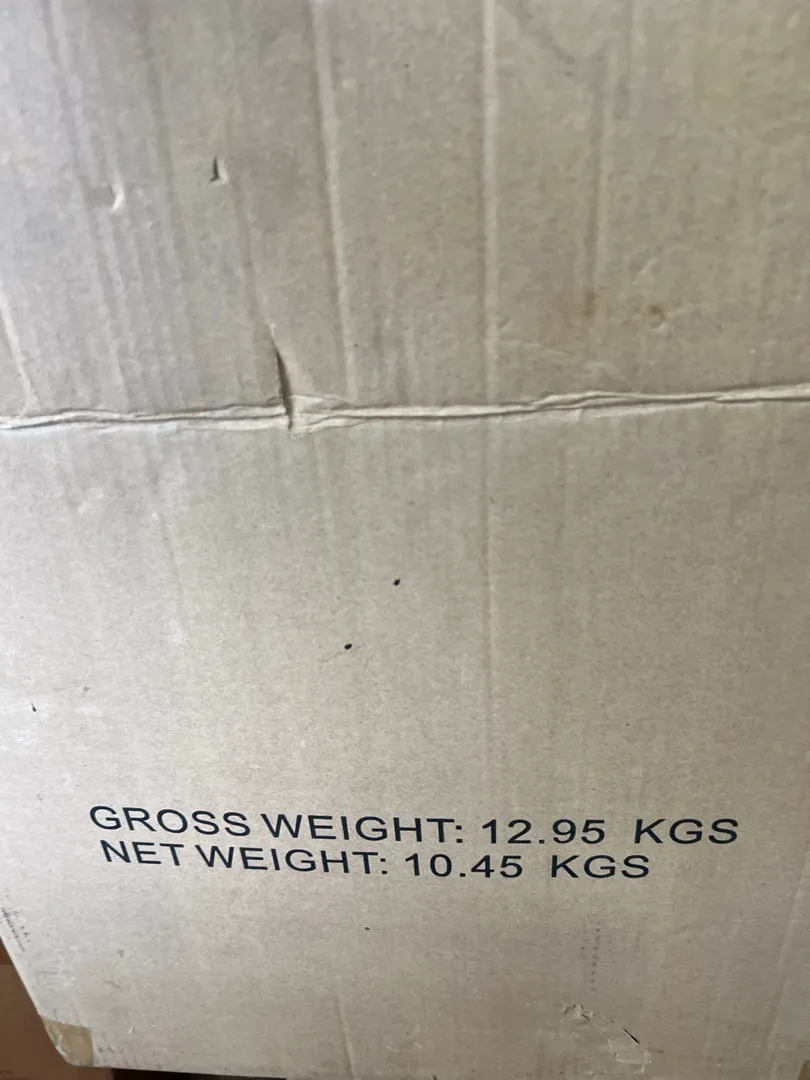 GROSS WEIGHT: 12.95 KGS
NET WEIGHT: 10.45 KGS